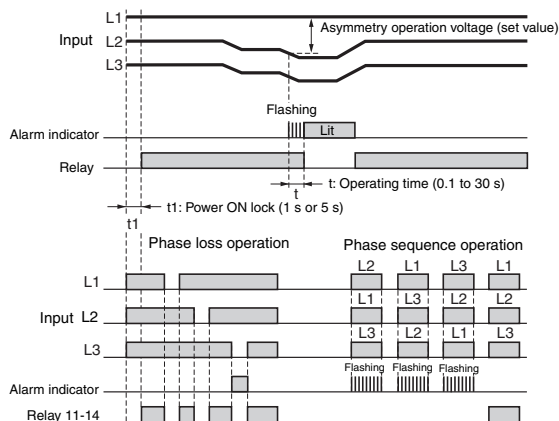 L1
Asymmetry operation voltage (set value)
Input L2
L3
Flashing
Alarm indicator
Lit
Relay
t
t: Operating time (0.1 to 30 s)
t1: Power ON lock (1 s or 5 s)
t1
Phase loss operation
Phase sequence operation
L1
L2 L1 L3 L1
Input L2
L1 L3 L2 L2
L3
L3 L2 L1 L3
Flashing Flashing Flashing
Alarm indicator
Relay 11-14